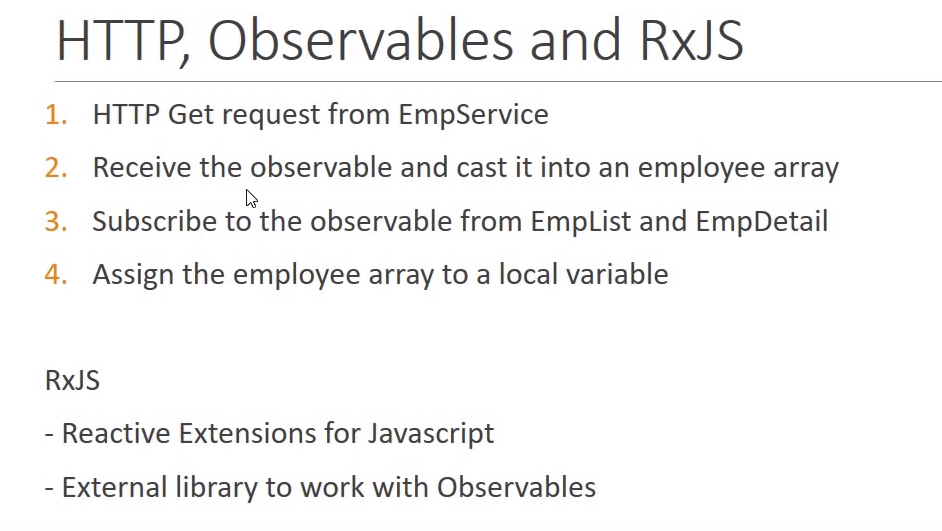 HTTP, Observables and RxJS
1. HTTP Get request from EmpService
2. Receive the observable and cast it into an employee array
3. Subscribe to the observable from EmpList and EmpDetail
4. Assign the employee array to a local variable
RxJS
- Reactive Extensions for Javascript
- External library to work with Observables